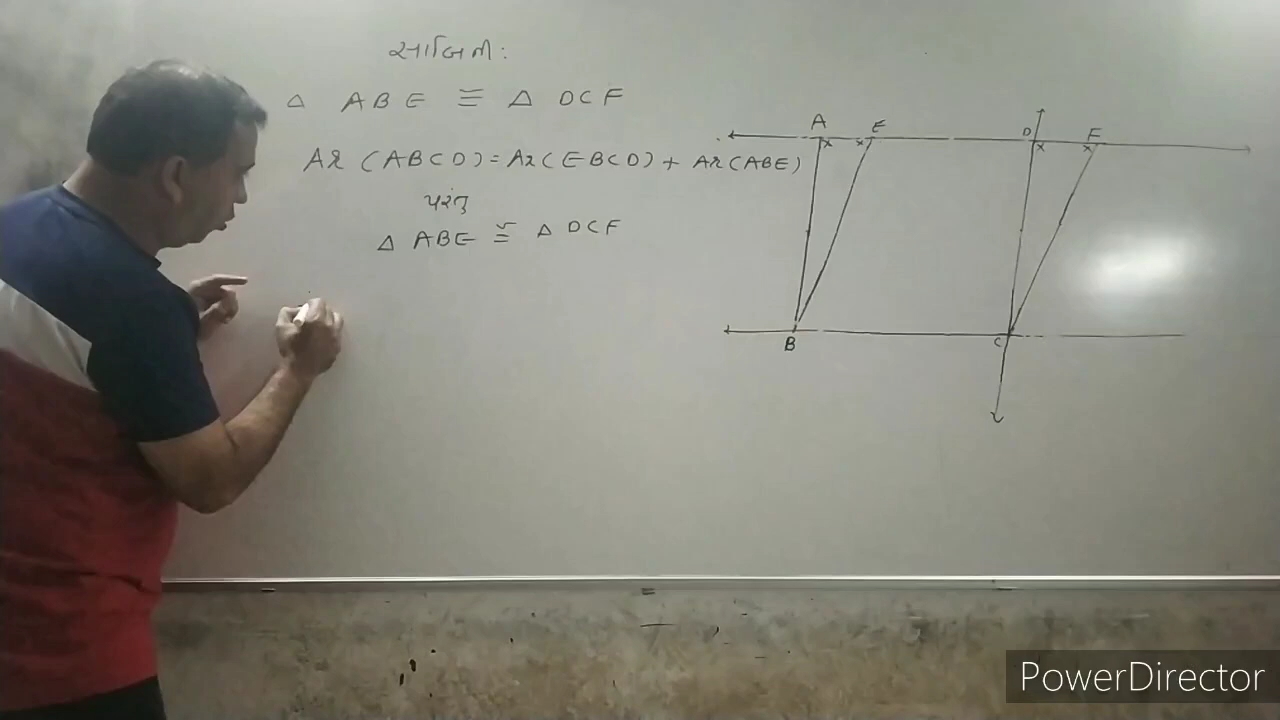 સાબિતી:
△ ABE ≅ △ DCF
Ar (ABCD) = Ar (EBCD) + Ar (ABE)
પરંતુ
△ ABE ≅ △ DCF
A E D F
B C
PowerDirector